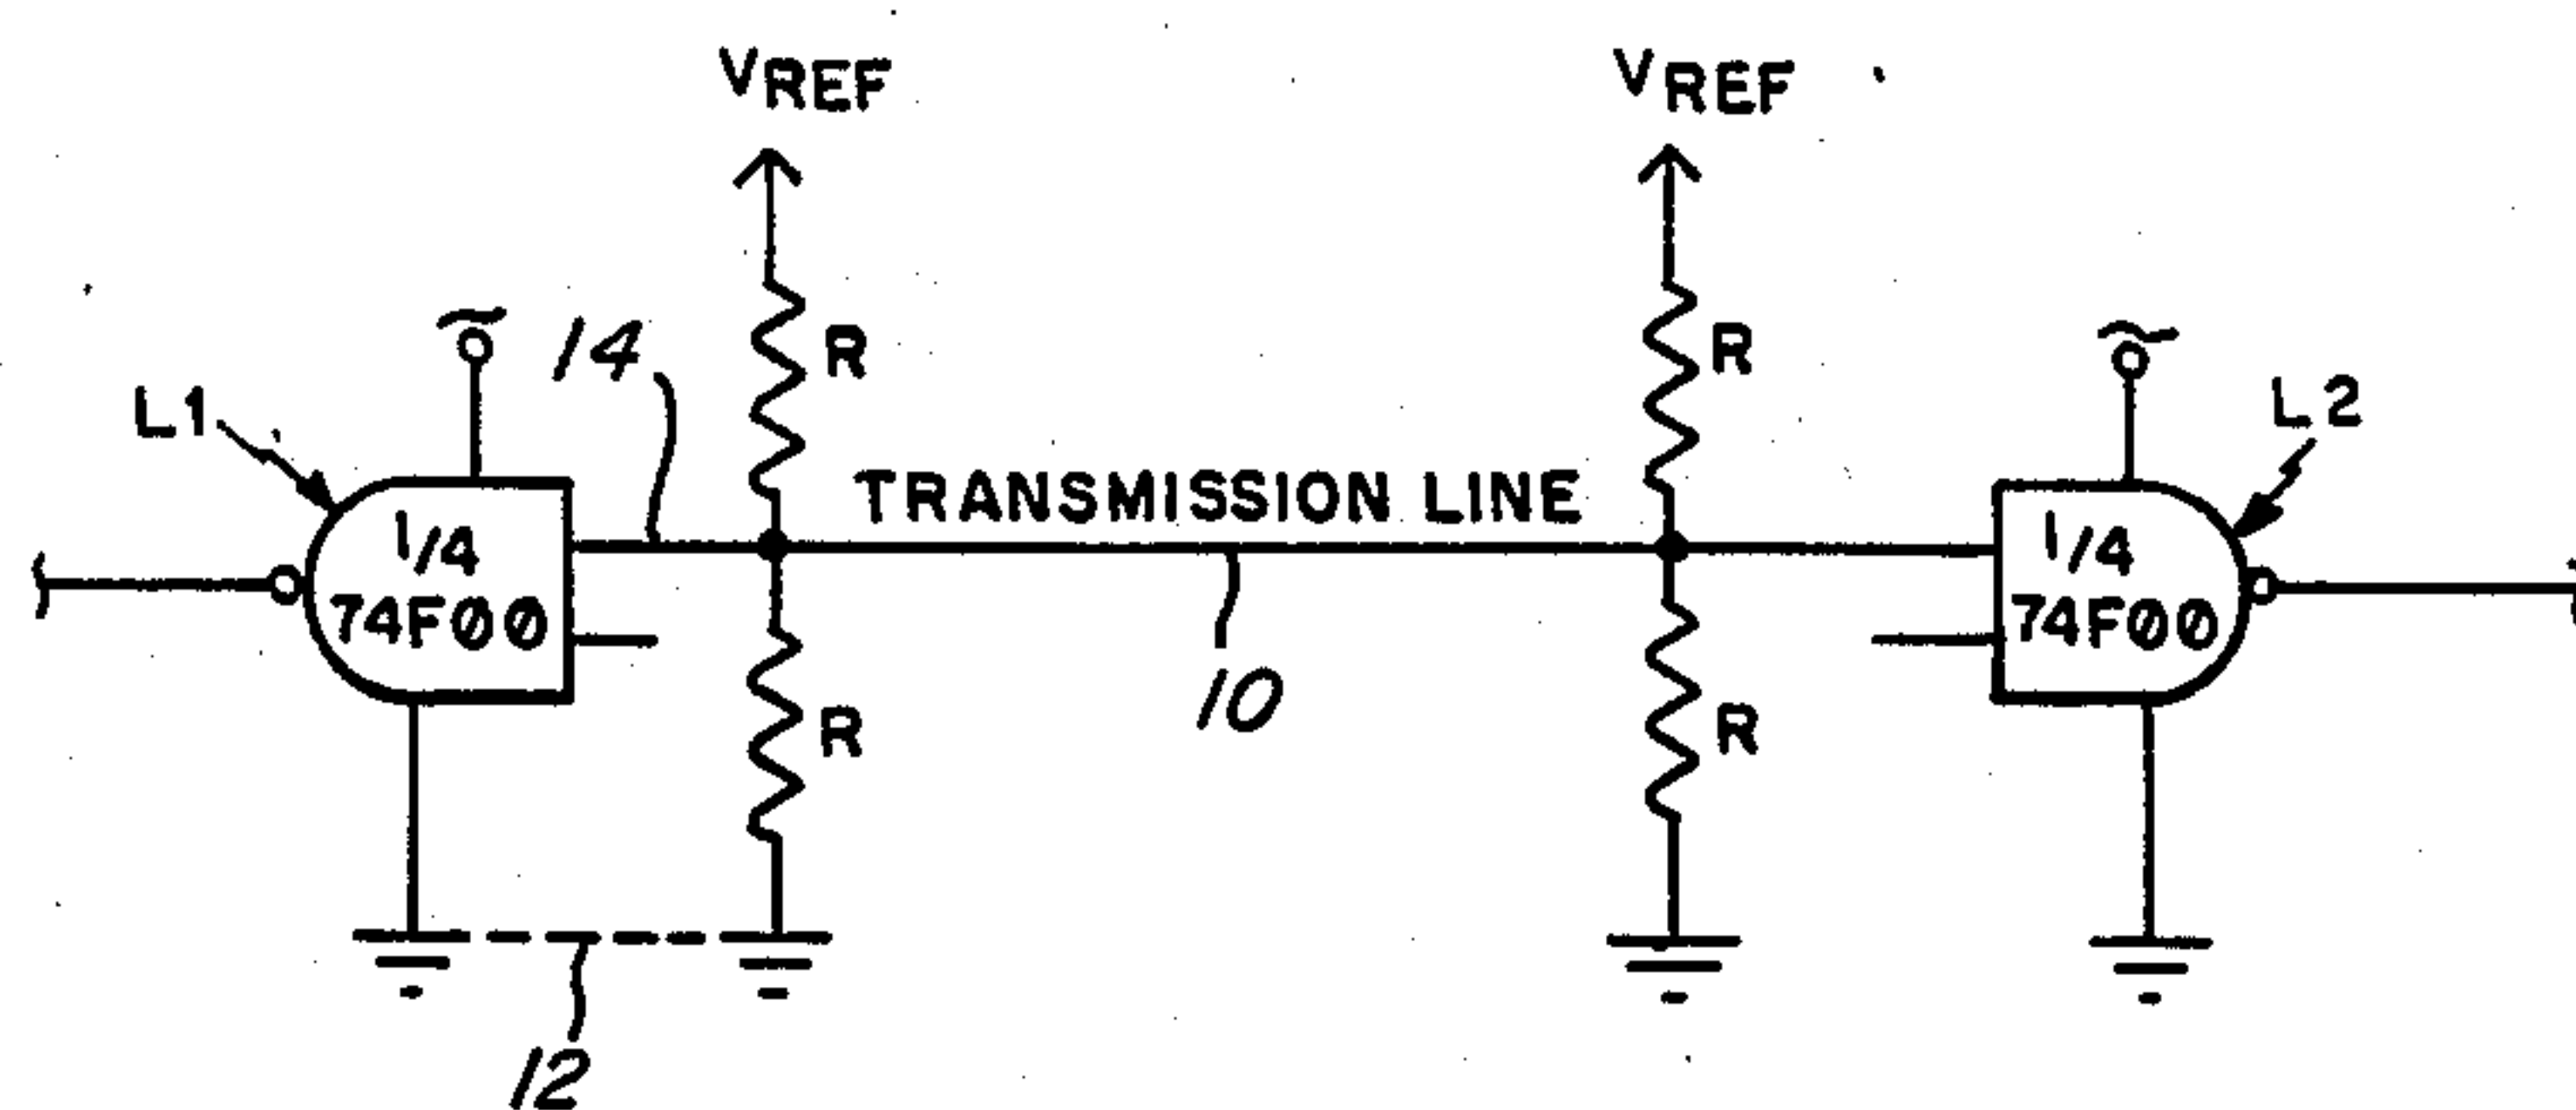 VREF
VREF
14
R
R
L1
L2
TRANSMISSION LINE
1/4
74F00
1/4
74F00
10
R
R
12